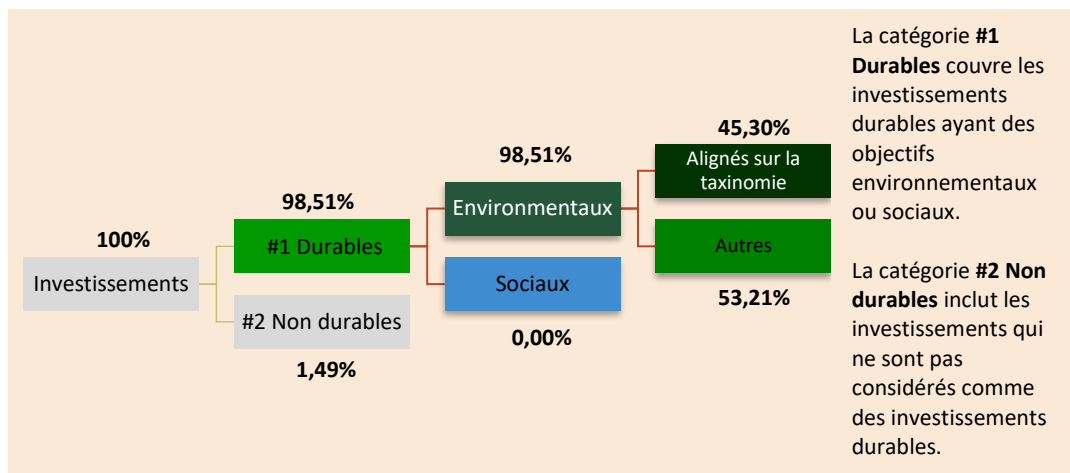 100%
Investissements
98,51%
#1 Durables
#2 Non durables
1,49%
98,51%
Environmentaux
Sociaux
0,00%
45,30%
Alignés sur la
taxinomie
Autres
53,21%
La catégorie #1
Durables couvre les
investissements
durables ayant des
objectifs
environnementaux
ou sociaux.
La catégorie #2 Non
durables inclut les
investissements qui
ne sont pas
considérés comme
des investissements
durables.